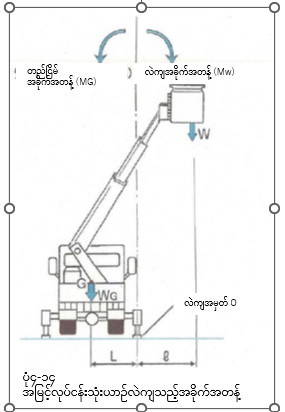 တည်ငြိမ်
အခိုက်အတန့် (MG)
လဲကျအခိုက်အတန့် (Mw)
W
G
WG
လဲကျအမှတ် O
L
ℓ
ပုံ၄-၁၄
အမြင့်လုပ်ငန်းသုံးယာဉ်လဲကျသည့်အခိုက်အတန့်